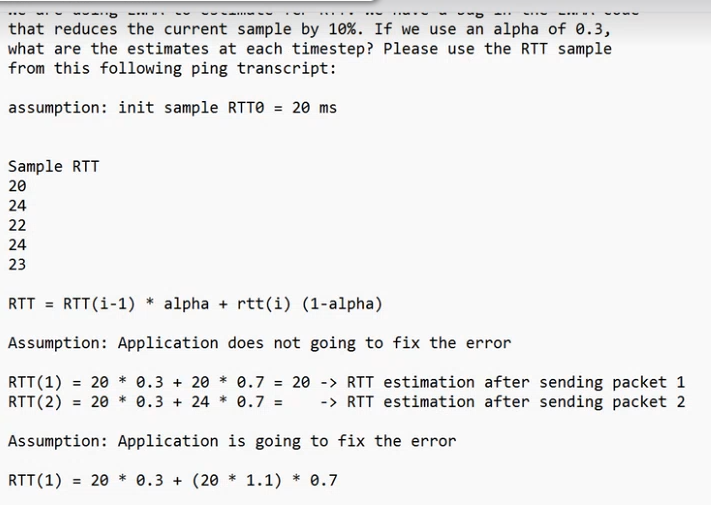 that reduces the current sample by 10%. If we use an alpha of 0.3,
what are the estimates at each timestep? Please use the RTT sample
from this following ping transcript:
assumption: init sample RTT0 = 20 ms
Sample RTT
20
24
22
24
23
RTT = RTT(i-1) * alpha + rtt(i) (1-alpha)
Assumption: Application does not going to fix the error
RTT(1) = 20 * 0.3 + 20 * 0.7 = 20 -> RTT estimation after sending packet 1
RTT(2) = 20 * 0.3 + 24 * 0.7 =    -> RTT estimation after sending packet 2
Assumption: Application is going to fix the error
RTT(1) = 20 * 0.3 + (20 * 1.1) * 0.7